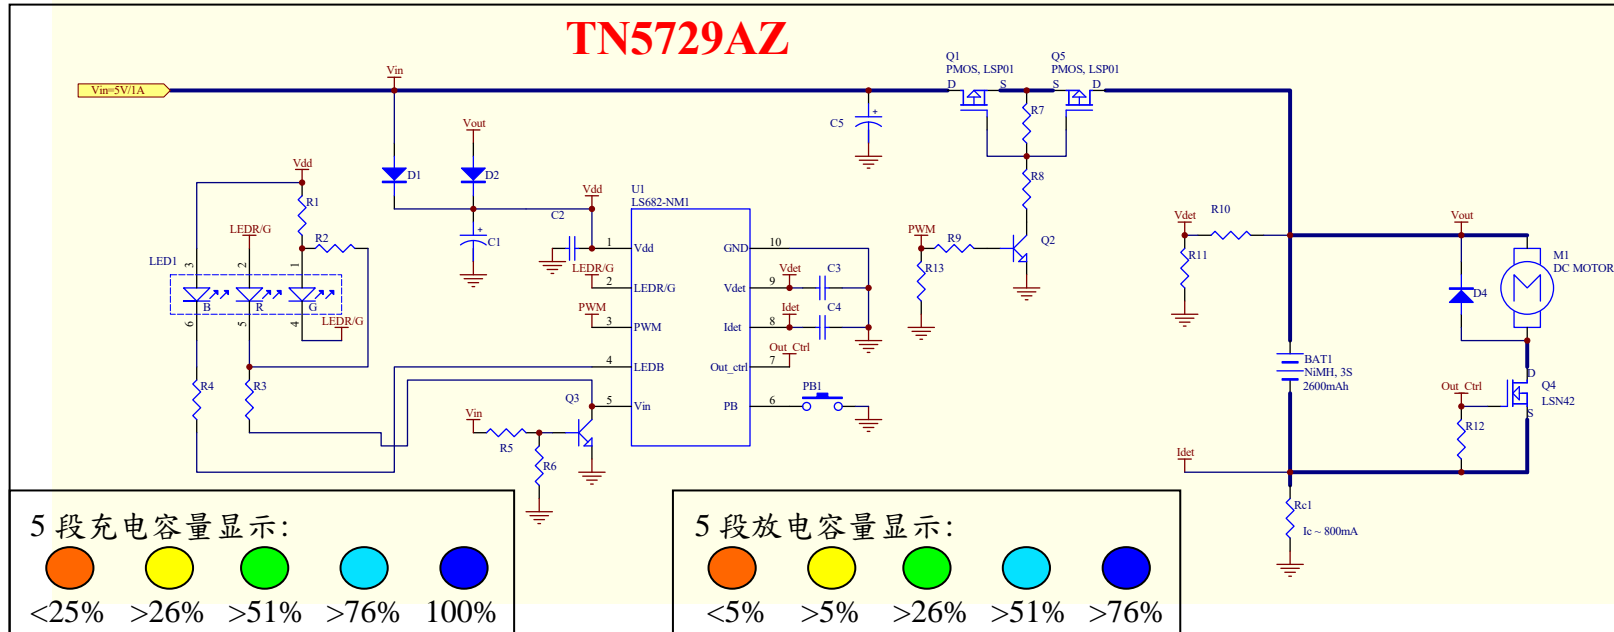 TN5729AZ
Vin=5V/1A
Vin
Q1
PMOS, LSP01
D
S
Q5
PMOS, LSP01
S
D
C5
+
R7
R8
Vout
D1
D2
Vdd
R1
R2
LEDR/G
LED1
3
2
1
B
R
G
6
5
4
LEDR/G
R4
R3
C1
+
C2
Vdd
U1
LS682-NM1
1
Vdd
2
LEDR/G
3
PWM
4
LEDB
5
Vin
10
GND
9
Vdet
8
Idet
7
Out_ctrl
6
PB
LEDR/G
PWM
Vdet
C3
Idet
C4
Out_Ctrl
PB1
Q3
Vin
R5
R6
PWM
R9
R13
Q2
Vdet
R10
R11
Vout
D4
M1
DC MOTOR
BAT1
NiMH, 3S
2600mAh
Out_Ctrl
D
Q4
LSN42
S
R12
Idet
Rc1
Ic ~ 800mA
5 段充电容量显示:
<25% >26% >51% >76% 100%
5 段放电容量显示:
<5% >5% >26% >51% >76%